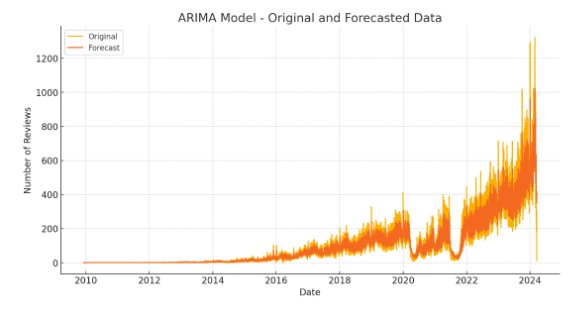 ARIMA Model - Original and Forecasted Data
Original
Forecast
Number of Reviews
1200
1000
800
600
400
200
0
2010 2012 2014 2016 2018 2020 2022 2024
Date